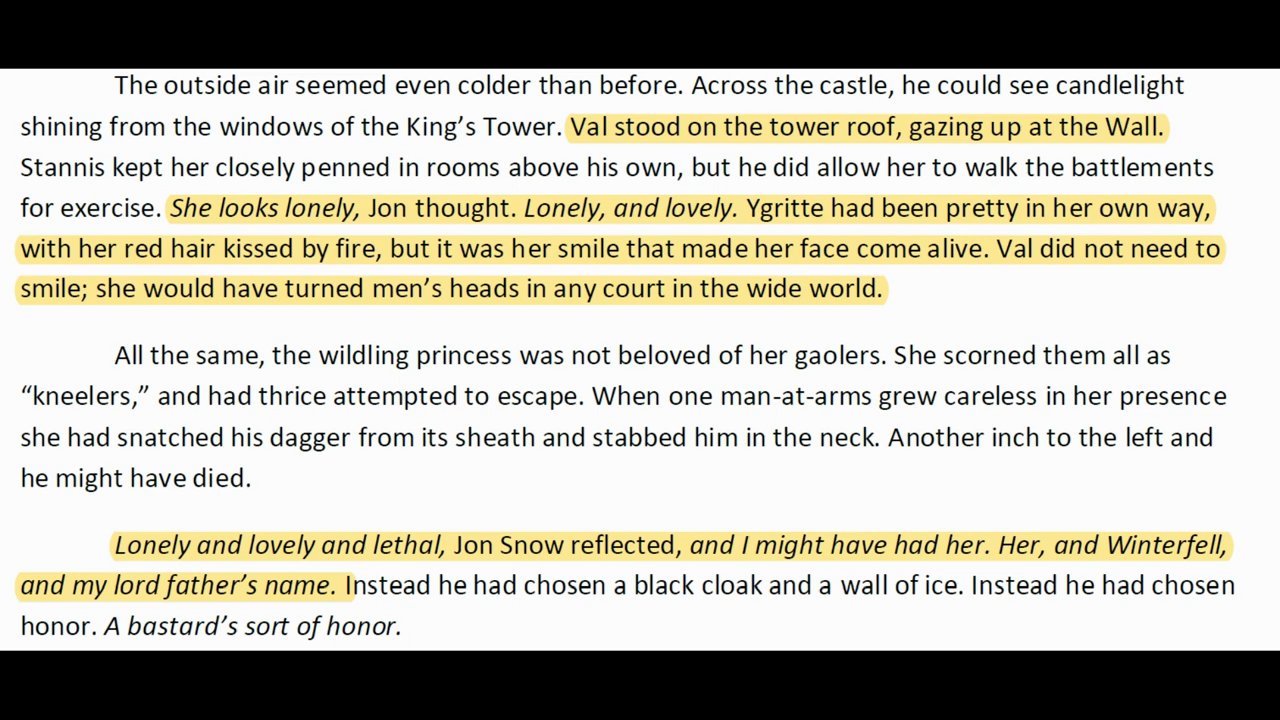 The outside air seemed even colder than before. Across the castle, he could see candlelight
shining from the windows of the King’s Tower. Val stood on the tower roof, gazing up at the Wall.
Stannis kept her closely penned in rooms above his own, but he did allow her to walk the battlements
for exercise. She looks lonely, Jon thought. Lonely, and lovely. Ygritte had been pretty in her own way,
with her red hair kissed by fire, but it was her smile that made her face come alive. Val did not need to
smile; she would have turned men’s heads in any court in the wide world.
All the same, the wildling princess was not beloved of her gaolers. She scorned them all as
“kneelers,” and had thrice attempted to escape. When one man-at-arms grew careless in her presence
she had snatched his dagger from its sheath and stabbed him in the neck. Another inch to the left and
he might have died.
Lonely and lovely and lethal, Jon Snow reflected, and I might have had her. Her, and Winterfell,
and my lord father’s name. Instead he had chosen a black cloak and a wall of ice. Instead he had chosen
honor. A bastard’s sort of honor.